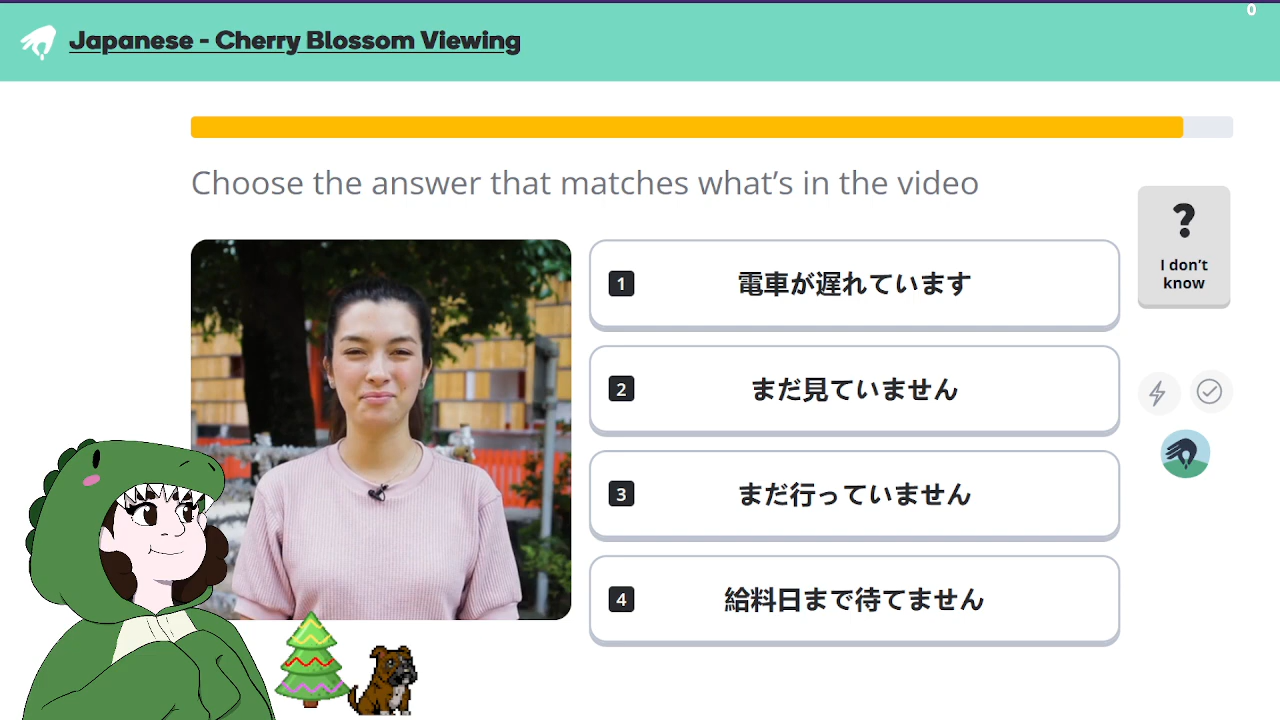 0
Japanese - Cherry Blossom Viewing
Choose the answer that matches what's in the video
?
I don't
know
1 電車が遅れています
2 まだ見ていません
3 まだ行っていません
4 給料日まで待てません